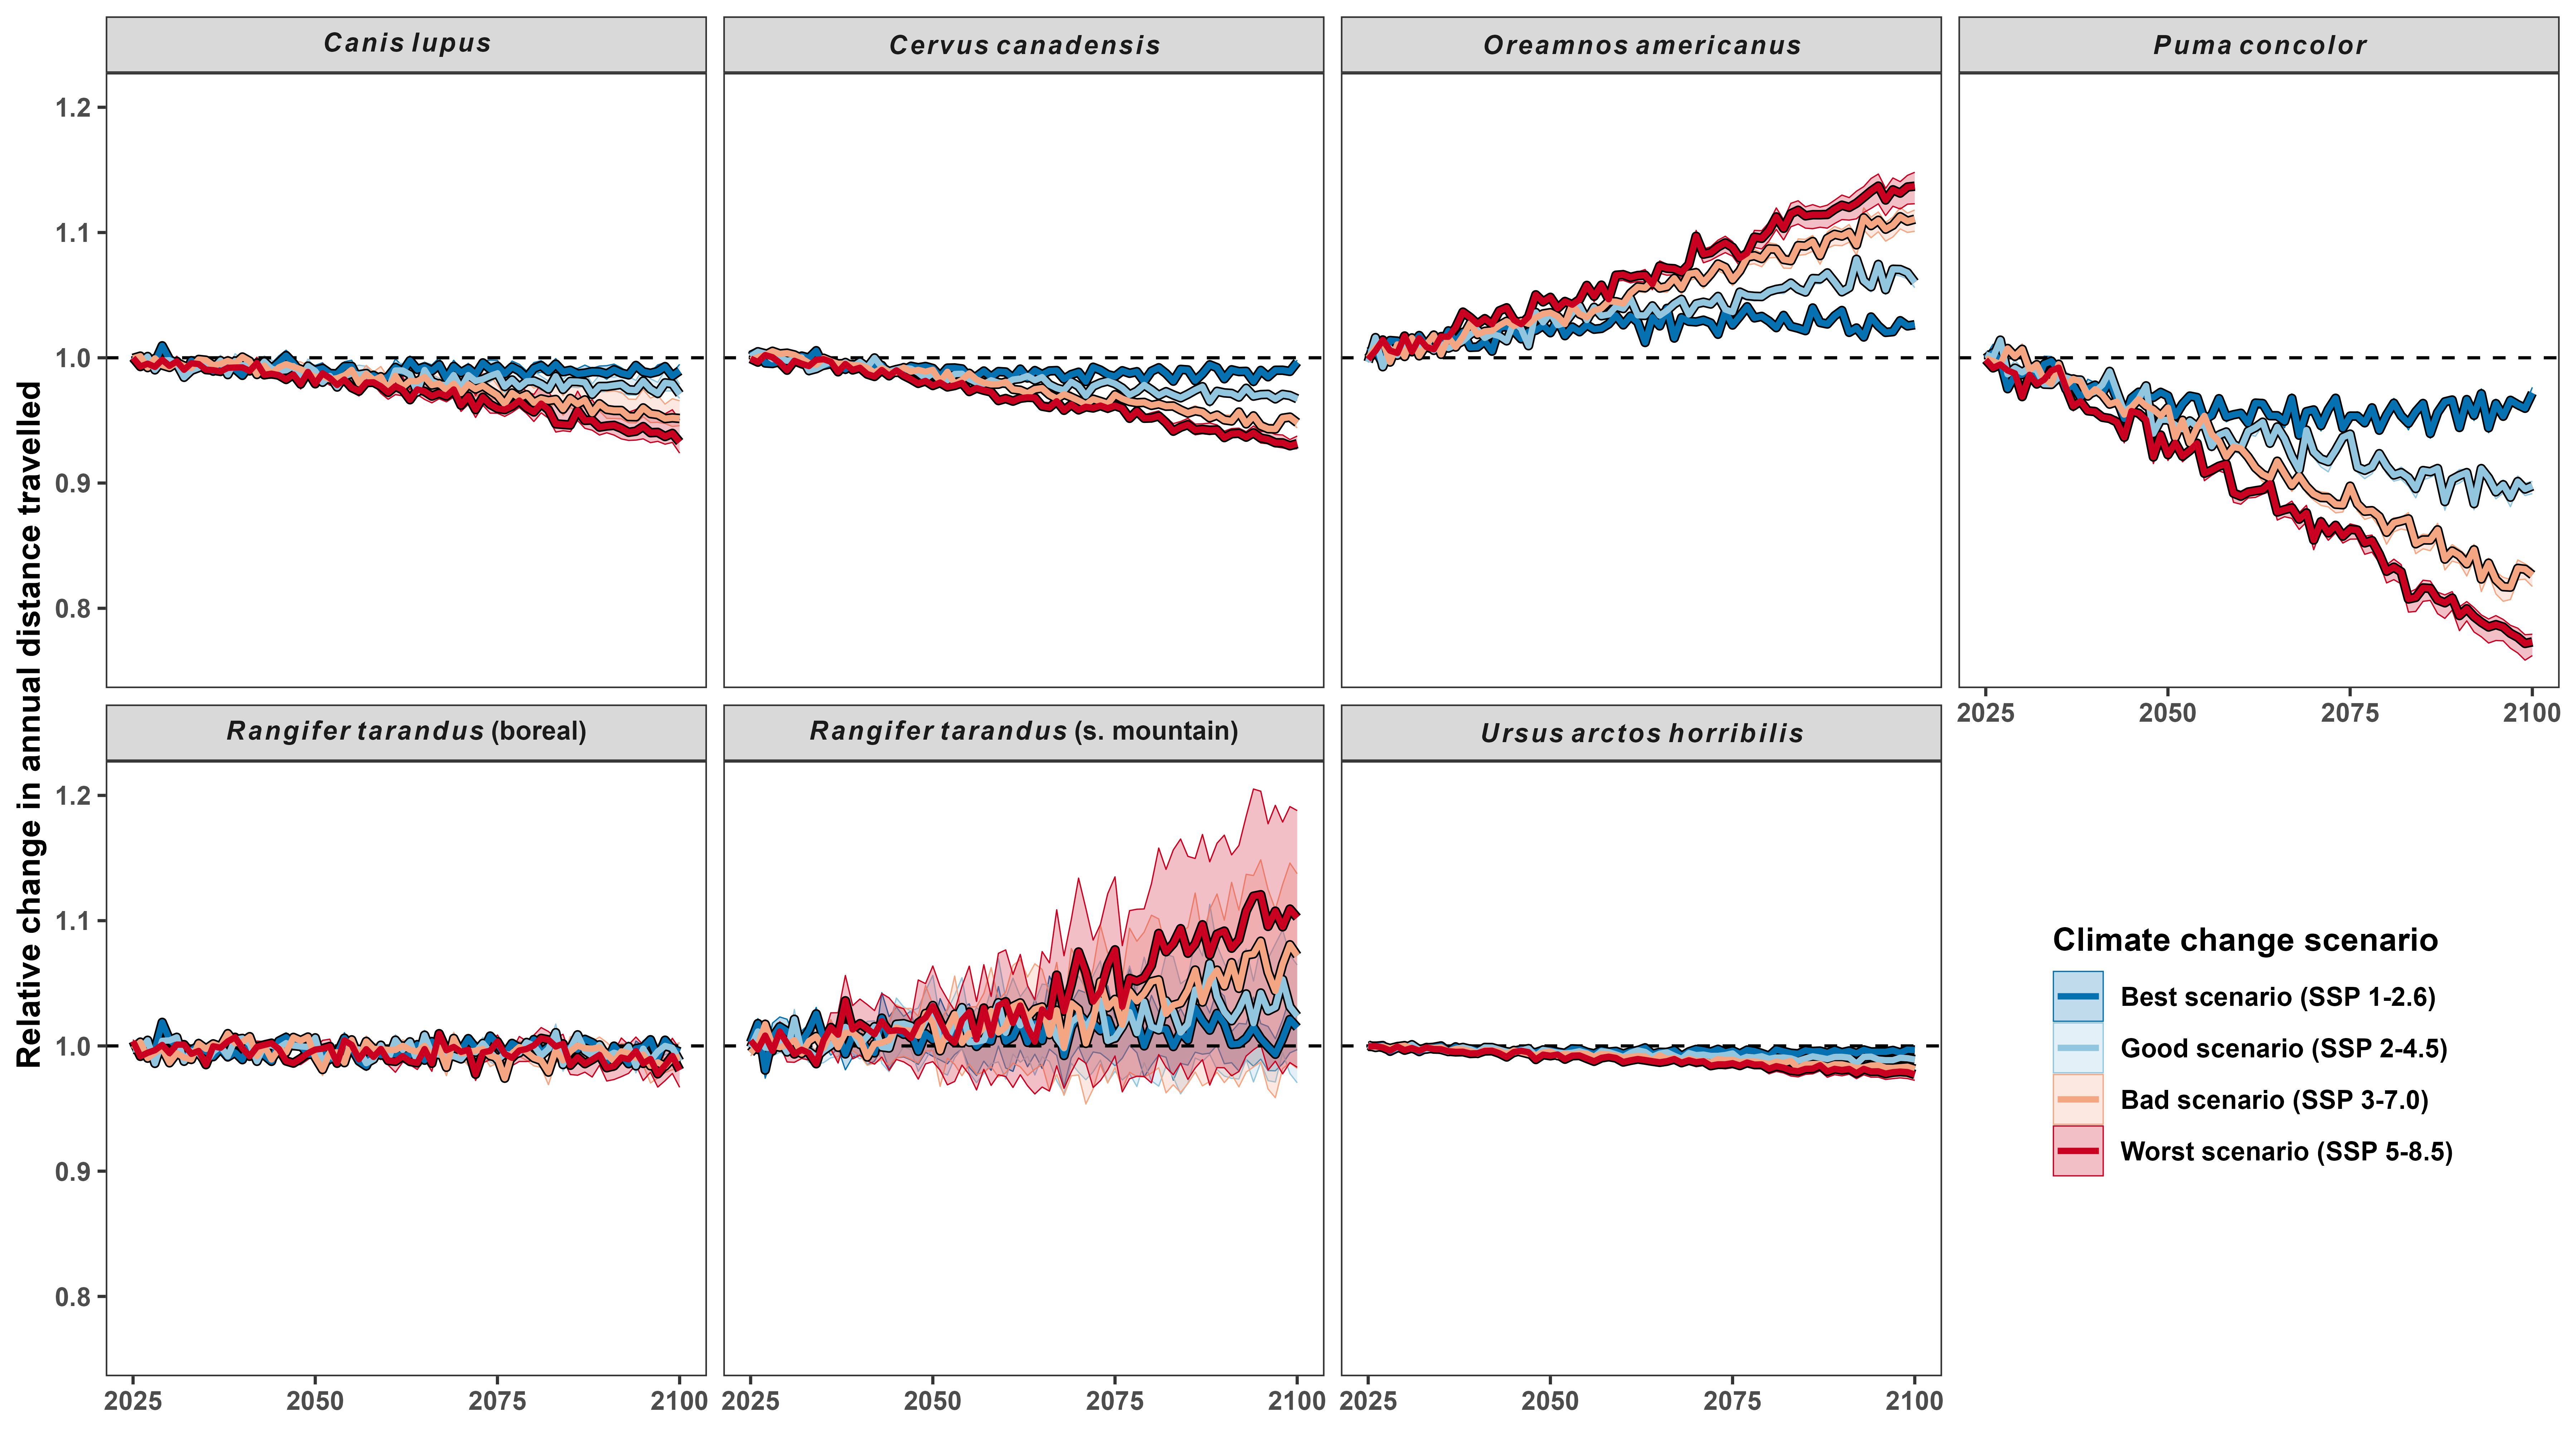 Canis lupus
Cervus canadensis
Oreamnos americanus
Puma concolor
Relative change in annual distance travelled
1.2
1.1
1.0
0.9
0.8
2025 2050 2075 2100
Rangifer tarandus (boreal)
Rangifer tarandus (s. mountain)
Ursus arctos horribilis
1.2
1.1
1.0
0.9
0.8
2025 2050 2075 2100
2025 2050 2075 2100
2025 2050 2075 2100
Climate change scenario
Best scenario (SSP 1-2.6)
Good scenario (SSP 2-4.5)
Bad scenario (SSP 3-7.0)
Worst scenario (SSP 5-8.5)